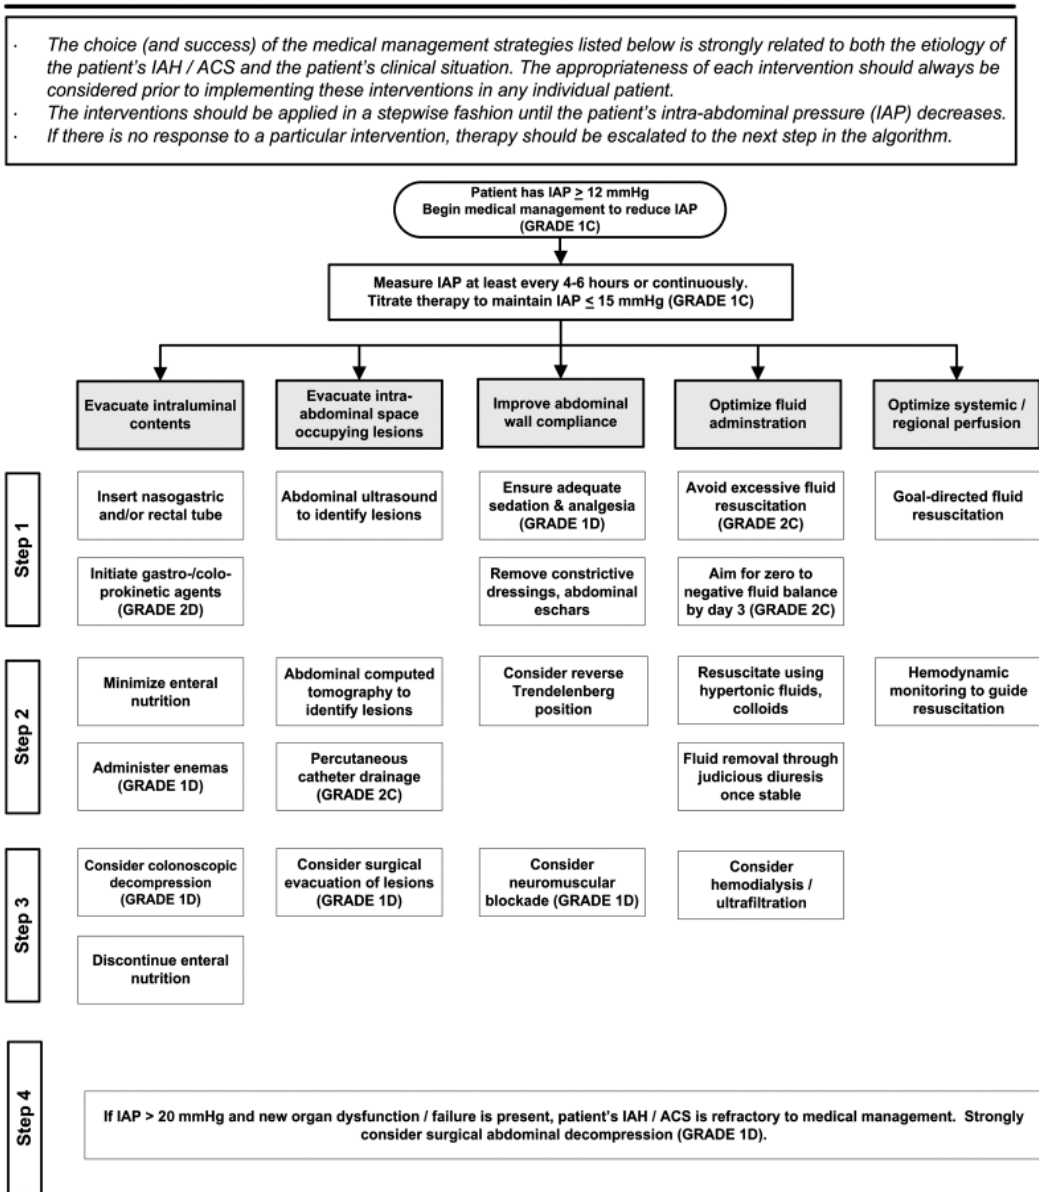 · The choice (and success) of the medical management strategies listed below is strongly related to both the etiology of
the patient's IAH / ACS and the patient's clinical situation. The appropriateness of each intervention should always be
considered prior to implementing these interventions in any individual patient.
· The interventions should be applied in a stepwise fashion until the patient's intra-abdominal pressure (IAP) decreases.
· If there is no response to a particular intervention, therapy should be escalated to the next step in the algorithm.
Patient has IAP ≥ 12 mmHg
Begin medical management to reduce IAP
(GRADE 1C)
Measure IAP at least every 4-6 hours or continuously.
Titrate therapy to maintain IAP ≤ 15 mmHg (GRADE 1C)
Evacuate intraluminal
contents
Evacuate intra-
abdominal space
occupying lesions
Improve abdominal
wall compliance
Optimize fluid
adminstration
Optimize systemic /
regional perfusion
Step 1
Insert nasogastric
and/or rectal tube
Abdominal ultrasound
to identify lesions
Ensure adequate
sedation & analgesia
(GRADE 1D)
Avoid excessive fluid
resuscitation
(GRADE 2C)
Goal-directed fluid
resuscitation
Initiate gastro-/colo-
prokinetic agents
(GRADE 2D)
Remove constrictive
dressings, abdominal
eschars
Aim for zero to
negative fluid balance
by day 3 (GRADE 2C)
Step 2
Minimize enteral
nutrition
Abdominal computed
tomography to
identify lesions
Consider reverse
Trendelenberg
position
Resuscitate using
hypertonic fluids,
colloids
Hemodynamic
monitoring to guide
resuscitation
Administer enemas
(GRADE 1D)
Percutaneous
catheter drainage
(GRADE 2C)
Fluid removal through
judicious diuresis
once stable
Step 3
Consider colonoscopic
decompression
(GRADE 1D)
Consider surgical
evacuation of lesions
(GRADE 1D)
Consider
neuromuscular
blockade (GRADE 1D)
Consider
hemodialysis /
ultrafiltration
Discontinue enteral
nutrition
Step 4
If IAP > 20 mmHg and new organ dysfunction / failure is present, patient's IAH / ACS is refractory to medical management. Strongly
consider surgical abdominal decompression (GRADE 1D).